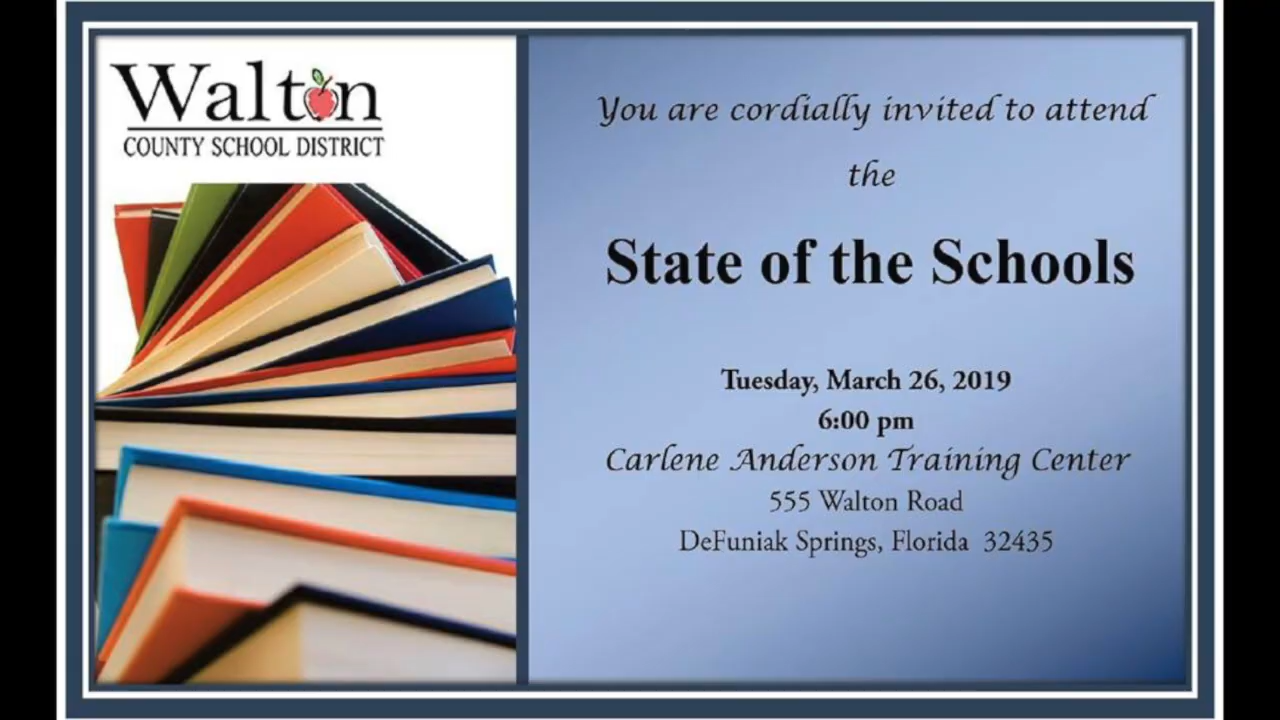 Walton
COUNTY SCHOOL DISTRICT
You are cordially invited to attend
the
State of the Schools
Tuesday, March 26, 2019
6:00 pm
Carlene Anderson Training Center
555 Walton Road
DeFuniak Springs, Florida 32435